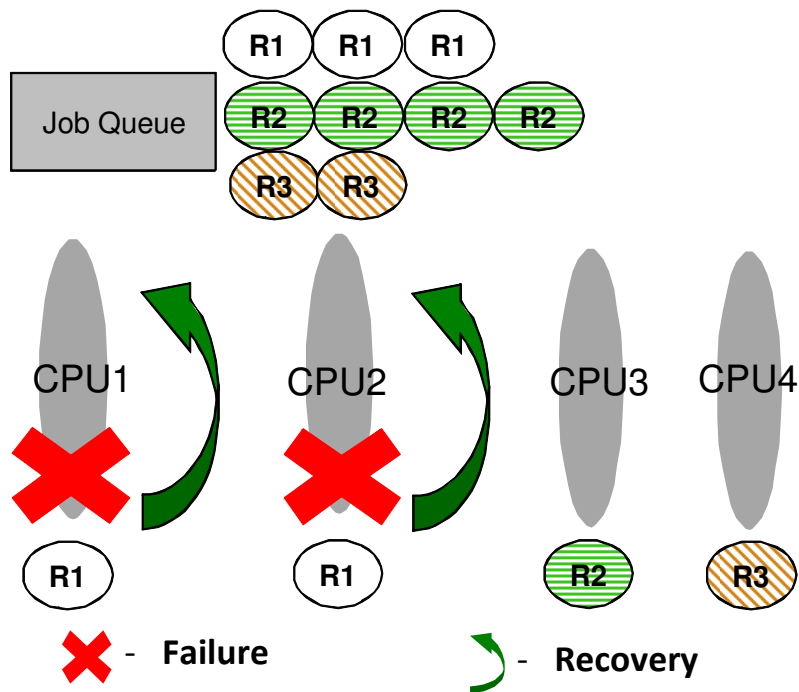 R1 R1 R1
Job Queue
R2 R2 R2 R2
R3 R3
CPU1 CPU2 CPU3 CPU4
R1 R1 R2 R3
- Failure - Recovery